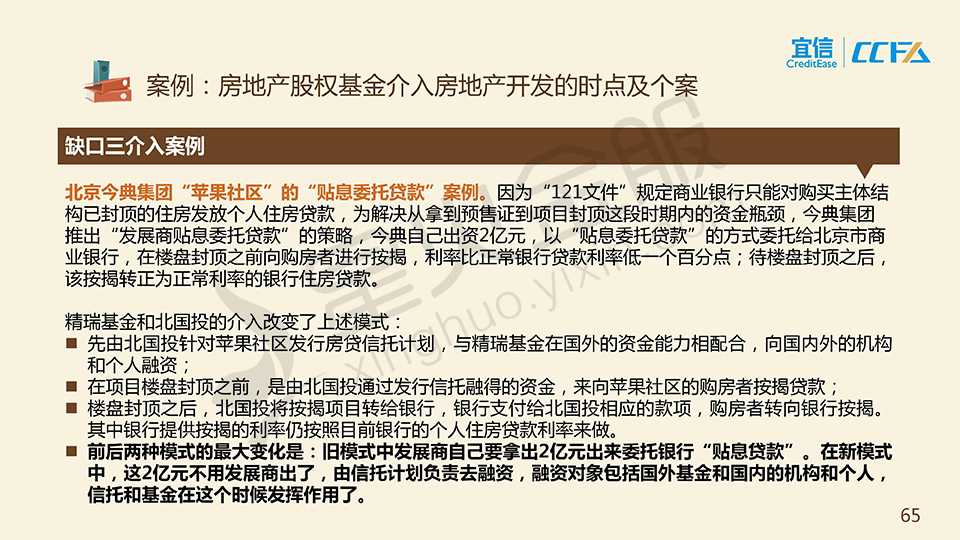 宜信
CreditEase
CCFA
案例：房地产股权基金介入房地产开发的时点及个案
缺口三介入案例
北京今典集团“苹果社区”的“贴息委托贷款”案例。因为“121文件”规定商业银行只能对购买主体结
构已封顶的住房发放个人住房贷款，为解决从拿到预售证到项目封顶这段时期内的资金瓶颈，今典集团
推出“发展商贴息委托贷款”的策略，今典自己出资2亿元，以“贴息委托贷款”的方式委托给北京市商
业银行，在楼盘封顶之前向购房者进行按揭，利率比正常银行贷款利率低一个百分点；待楼盘封顶之后，
该按揭转正为正常利率的银行住房贷款。
精瑞基金和北国投的介入改变了上述模式：
■ 先由北国投针对苹果社区发行房贷信托计划，与精瑞基金在国外的资金能力相配合，向国内外的机构
和个人融资；
■ 在项目楼盘封顶之前，是由北国投通过发行信托融得的资金，来向苹果社区的购房者按揭贷款；
■ 楼盘封顶之后，北国投将按揭项目转给银行，银行支付给北国投相应的款项，购房者转向银行按揭。
其中银行提供按揭的利率仍按照目前银行的个人住房贷款利率来做。
■ 前后两种模式的最大变化是：旧模式中发展商自己要拿出2亿元出来委托银行“贴息贷款”。在新模式
中，这2亿元不用发展商出了，由信托计划负责去融资，融资对象包括国外基金和国内的机构和个人，
信托和基金在这个时候发挥作用了。
星火金服
xinghuo.yixin
65